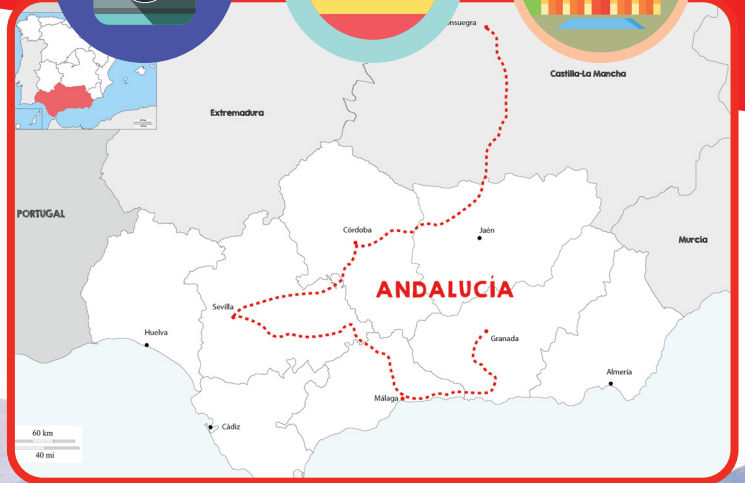 Castilla-La Mancha
Extremadura
PORTUGAL
Córdoba
Jaén
Murcia
ANDALUCÍA
Sevilla
Huelva
Granada
Almería
Málaga
Cádiz
60 km
40 mi